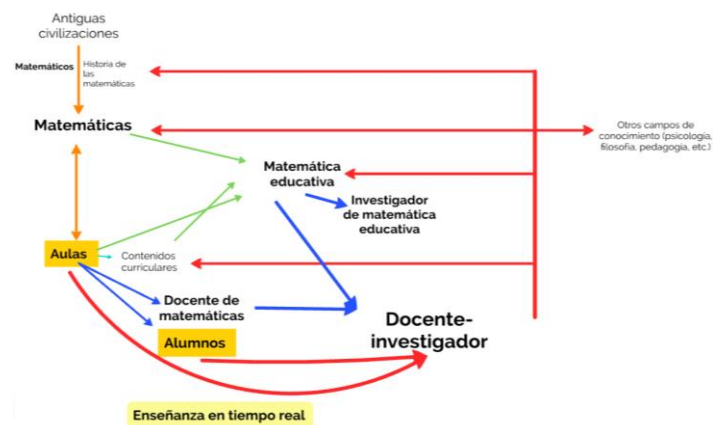 Antiguas
civilizaciones
Matemáticos
Historia de
las
matemáticas
Matemáticas
Otros campos de
conocimiento (psicología,
filosofía, pedagogía, etc.)
Matemática
educativa
Investigador
de matemática
educativa
Aulas
Contenidos
curriculares
Docente de
matemáticas
Alumnos
Docente-
investigador
Enseñanza en tiempo real